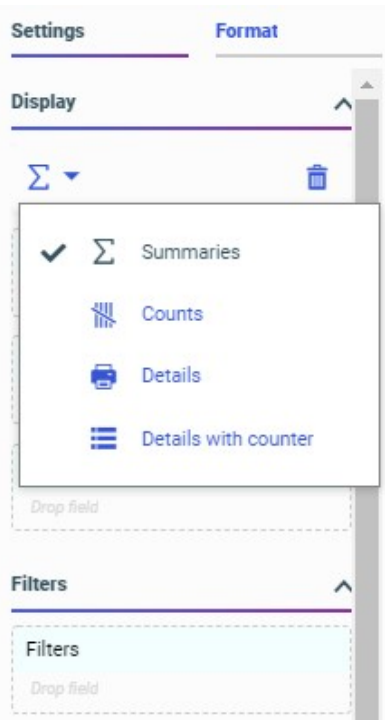 Settings Format
Display
Summaries
Counts
Details
Details with counter
Drop field
Filters
Filters
Drop field